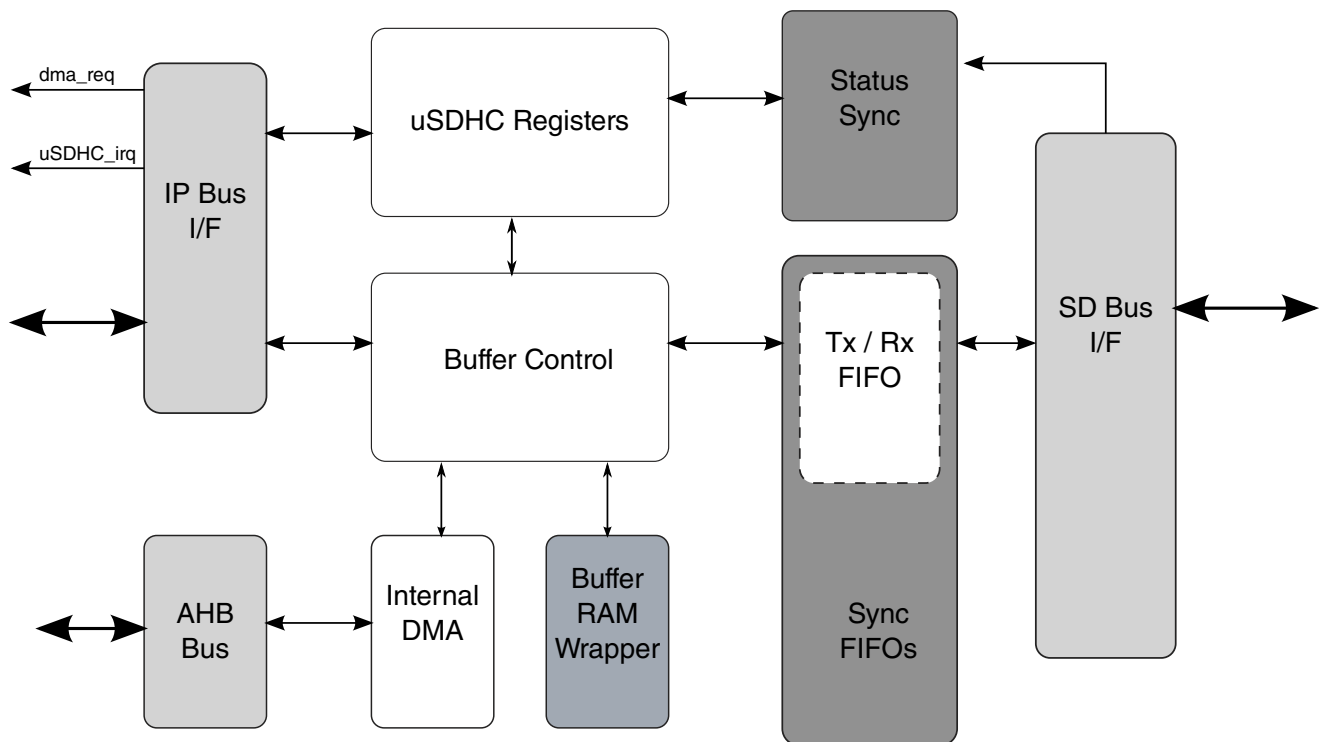 dma_req
uSDHC_irq
IP Bus
I/F
uSDHC Registers
Status
Sync
Buffer Control
Tx / Rx
FIFO
SD Bus
I/F
AHB
Bus
Internal
DMA
Buffer
RAM
Wrapper
Sync
FIFOs